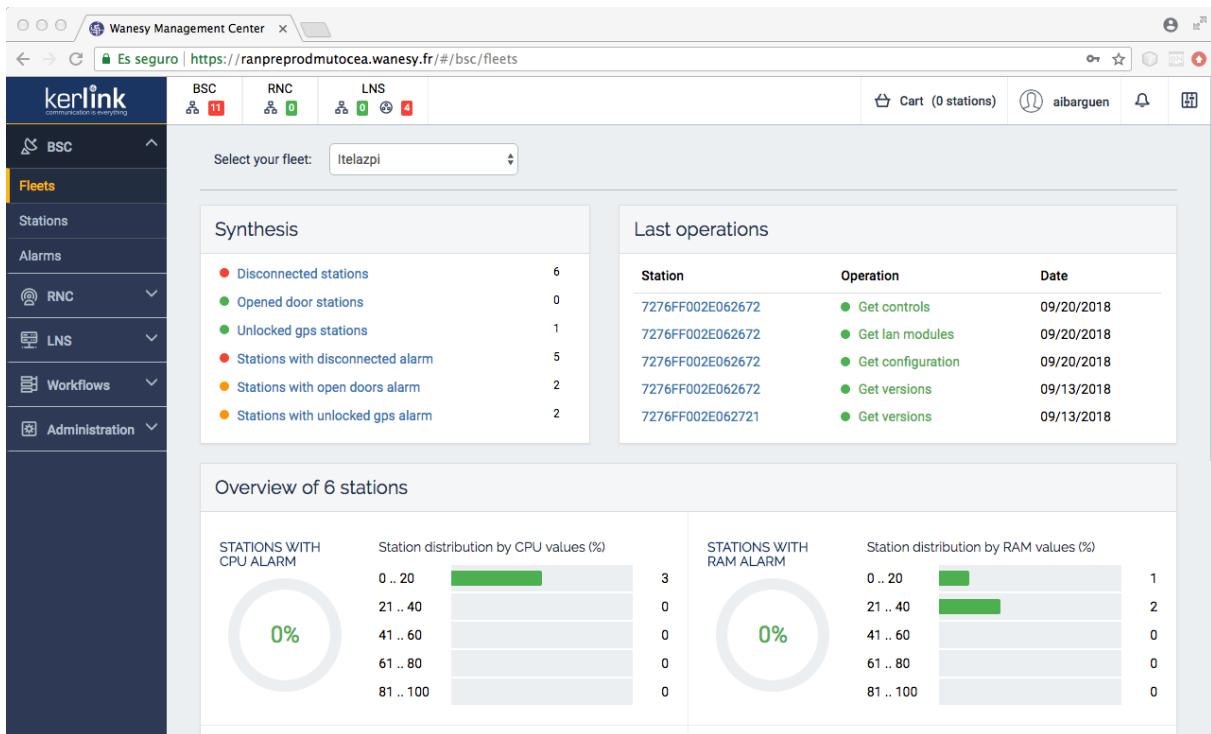 Wanesy Management Center
Es seguro https://ranpreprodmutocea.wanesy.fr/#/bsc/fleets
kerlink
communication is everything
BSC RNC LNS
11 0 0 4
Cart (0 stations)
aibarguen
BSC
Fleets
Stations
Alarms
RNC
LNS
Workflows
Administration
Select your fleet: Itelazpi
Synthesis
Disconnected stations 6
Opened door stations 0
Unlocked gps stations 1
Stations with disconnected alarm 5
Stations with open doors alarm 2
Stations with unlocked gps alarm 2
Last operations
Station Operation Date
7276FF002E062672 Get controls 09/20/2018
7276FF002E062672 Get lan modules 09/20/2018
7276FF002E062672 Get configuration 09/20/2018
7276FF002E062672 Get versions 09/13/2018
7276FF002E062721 Get versions 09/13/2018
Overview of 6 stations
STATIONS WITH
CPU ALARM
0%
Station distribution by CPU values (%)
0 .. 20 3
21 .. 40 0
41 .. 60 0
61 .. 80 0
81 .. 100 0
STATIONS WITH
RAM ALARM
0%
Station distribution by RAM values (%)
0 .. 20 1
21 .. 40 2
41 .. 60 0
61 .. 80 0
81 .. 100 0